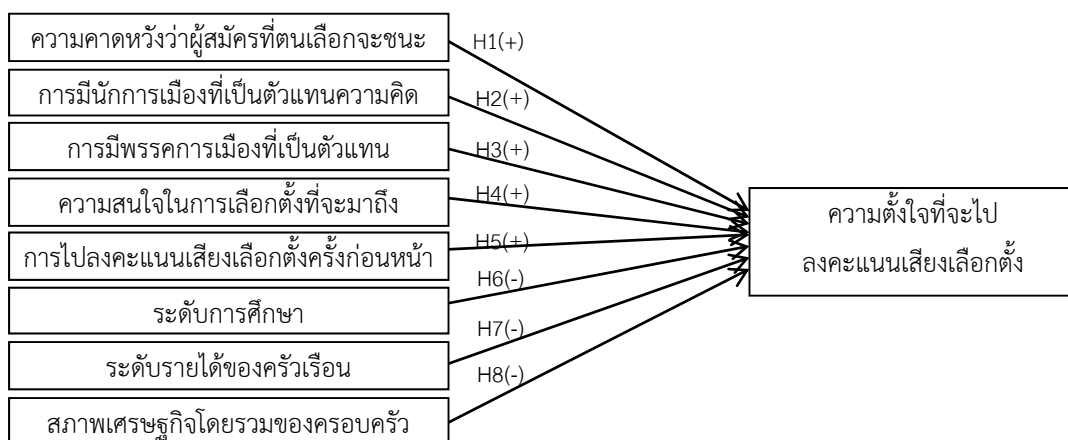 ความคาดหวังว่าผู้สมัครที่ตนเลือกจะชนะ
H1(+)
การมีนักการเมืองที่เป็นตัวแทนความคิด
H2(+)
การมีพรรคการเมืองที่เป็นตัวแทน
H3(+)
ความสนใจในการเลือกตั้งที่จะมาถึง
H4(+)
การไปลงคะแนนเสียงเลือกตั้งครั้งก่อนหน้า
H5(+)
ระดับการศึกษา
H6(-)
ระดับรายได้ของครัวเรือน
H7(-)
สภาพเศรษฐกิจโดยรวมของครอบครัว
H8(-)
ความตั้งใจที่จะไป
ลงคะแนนเสียงเลือกตั้ง